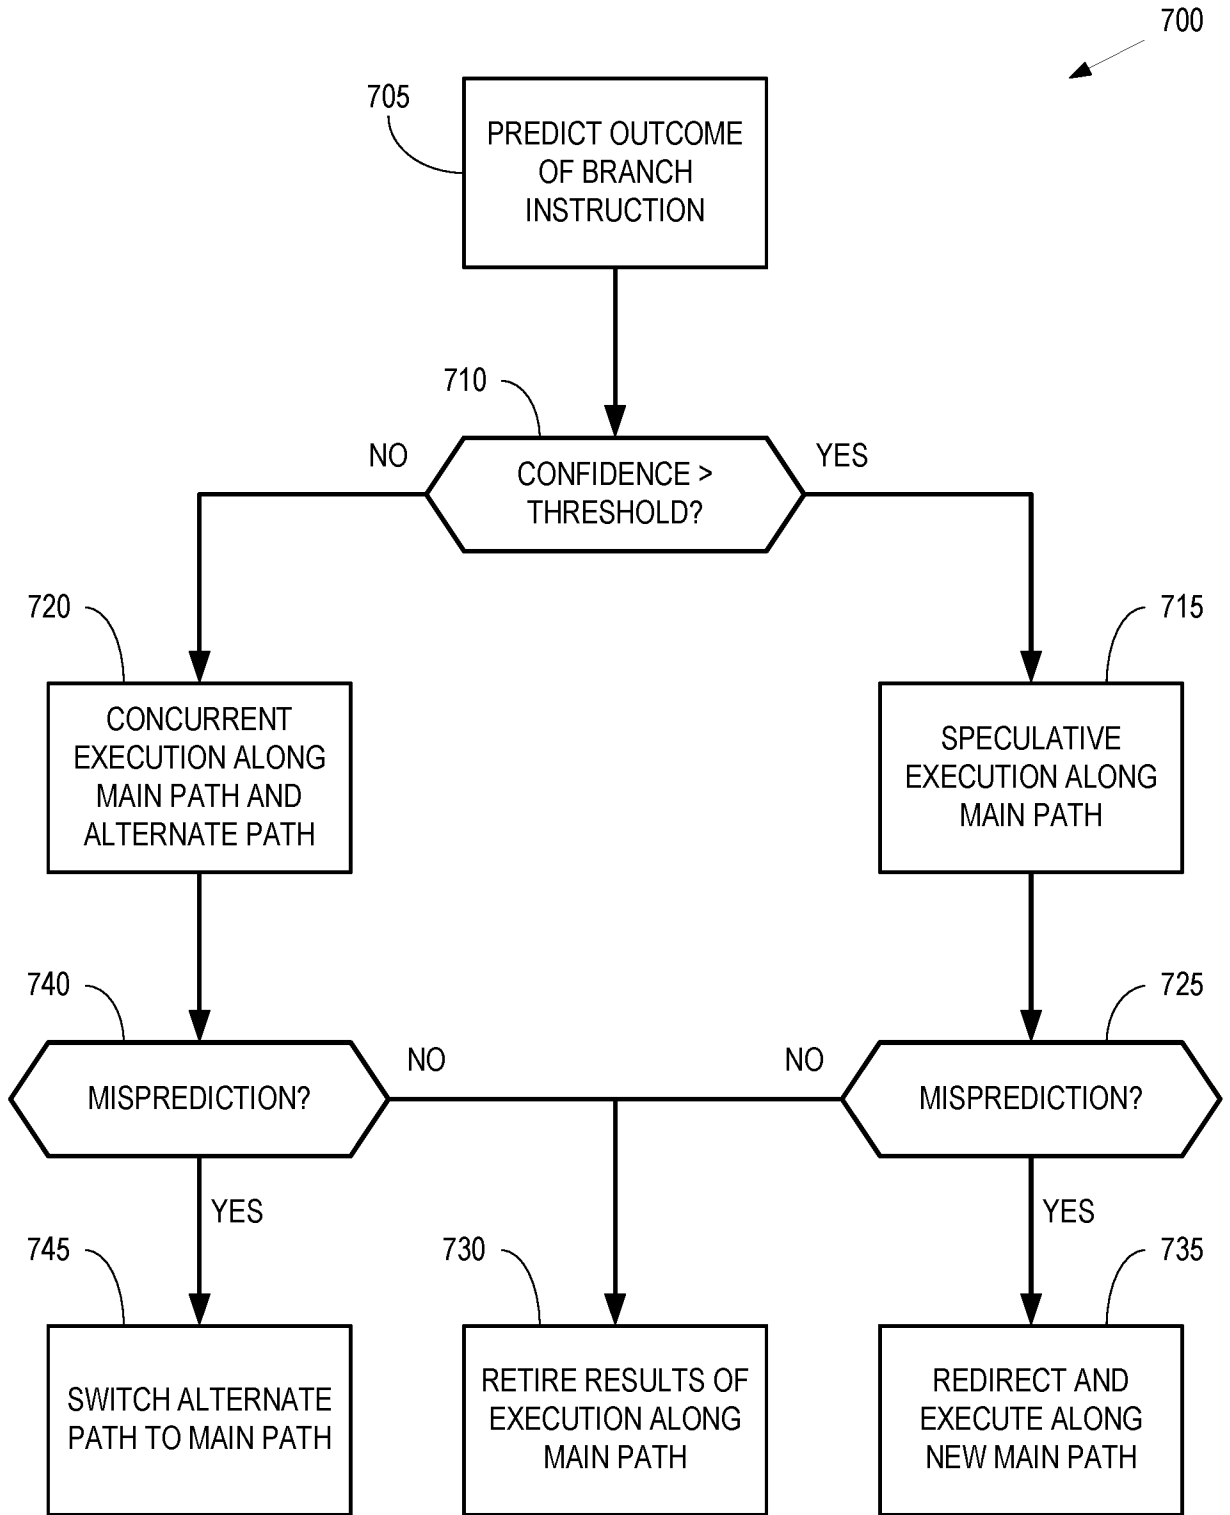 700
705
PREDICT OUTCOME
OF BRANCH
INSTRUCTION
710
NO
YES
CONFIDENCE >
THRESHOLD?
720
715
CONCURRENT
EXECUTION ALONG
MAIN PATH AND
ALTERNATE PATH
SPECULATIVE
EXECUTION ALONG
MAIN PATH
740
725
MISPREDICTION?
NO
NO
MISPREDICTION?
YES
YES
745
730
735
SWITCH ALTERNATE
PATH TO MAIN PATH
RETIRE RESULTS OF
EXECUTION ALONG
MAIN PATH
REDIRECT AND
EXECUTE ALONG
NEW MAIN PATH